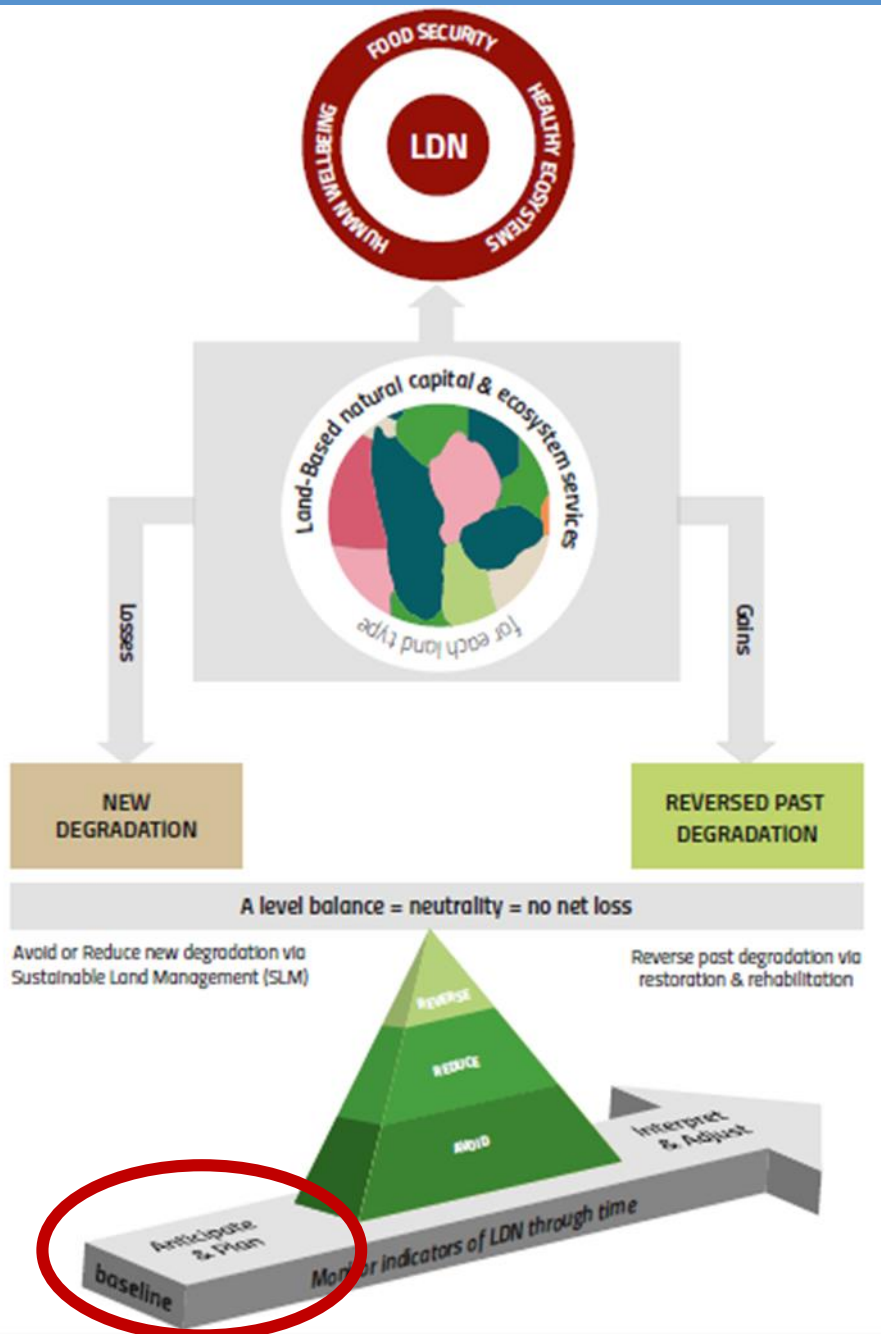 FOOD SECURITY
HUMAN WELLBEING
HEALTHY ECOSYSTEMS
LDN
Land-Based natural capital & ecosystem services
for each land type
Losses
Gains
NEW
DEGRADATION
REVERSED PAST
DEGRADATION
A level balance = neutrality = no net loss
Avoid or Reduce new degradation via
Sustainable Land Management (SLM)
Reverse past degradation via
restoration & rehabilitation
REVERSE
REDUCE
AVOID
Interpret
& Adjust
Anticipate
& Plan
Monitor indicators of LDN through time
baseline